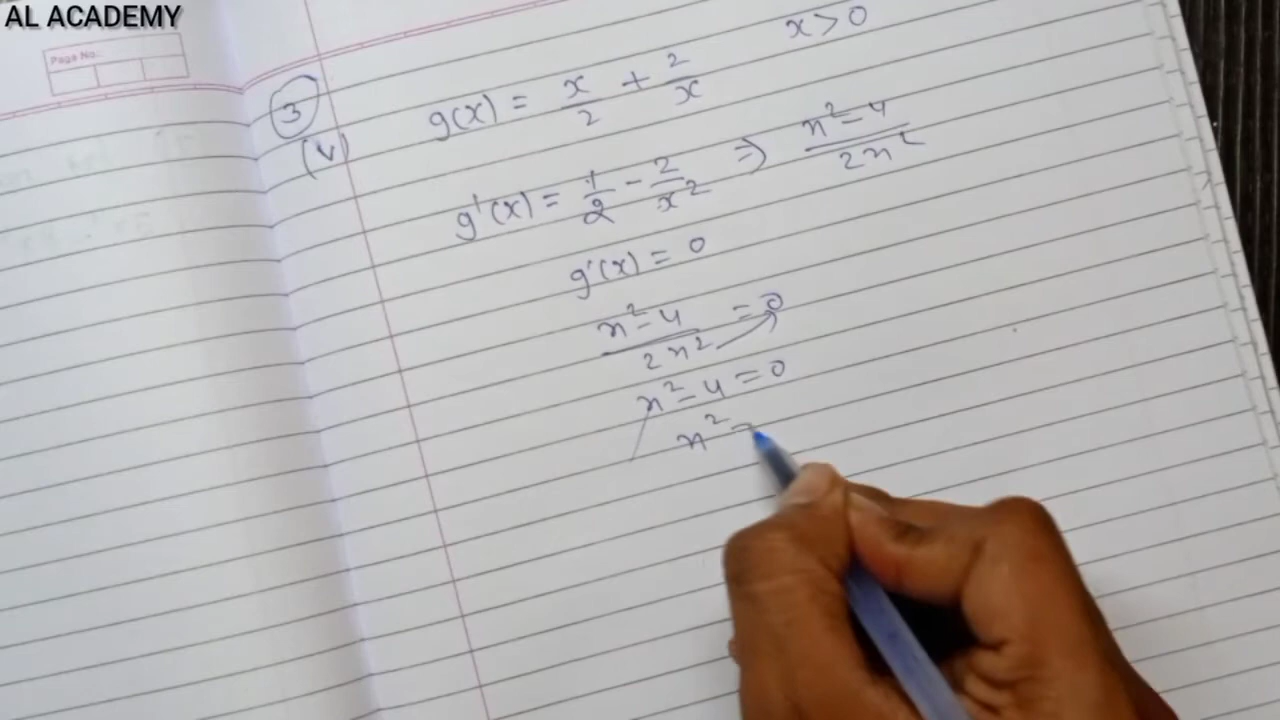 AL ACADEMY
Page No.:
3
(v)
g(x) = x/2 + 2/x   x > 0
g'(x) = 1/2 - 2/x² ⇒ x² - 4 / 2x²
g'(x) = 0
x² - 4 / 2x² = 0
x² - 4 = 0
x² =